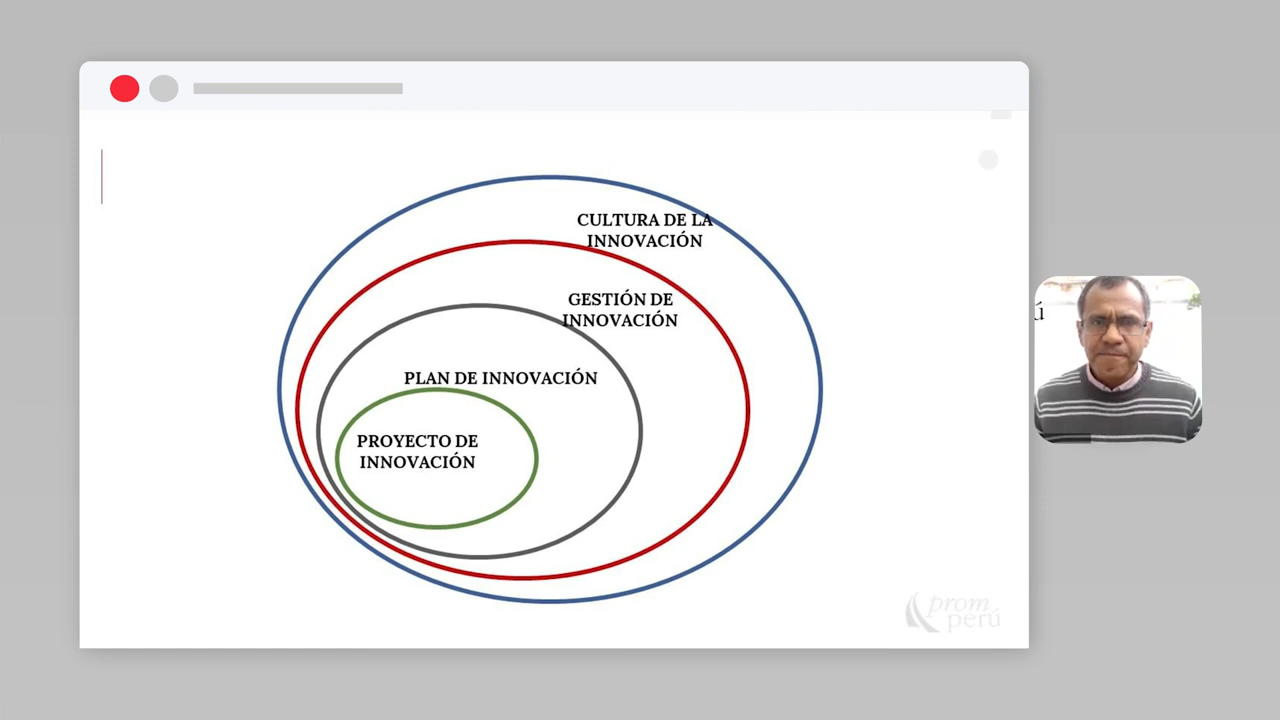 CULTURA DE LA
INNOVACIÓN
GESTIÓN DE
INNOVACIÓN
PLAN DE INNOVACIÓN
PROYECTO DE
INNOVACIÓN
prom
perú
ú